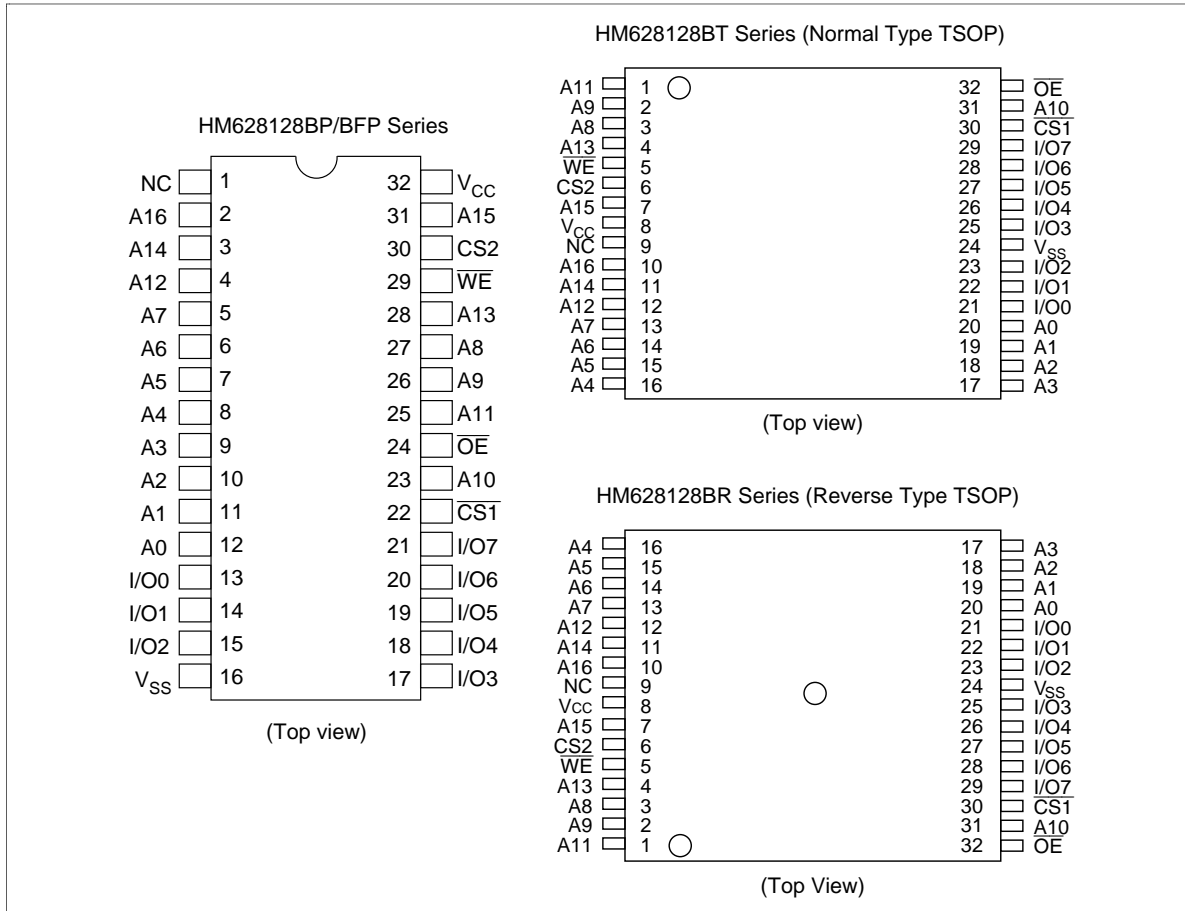 HM628128BP/BFP Series
NC 1 32 VCC
A16 2 31 A15
A14 3 30 CS2
A12 4 29 WE
A7 5 28 A13
A6 6 27 A8
A5 7 26 A9
A4 8 25 A11
A3 9 24 OE
A2 10 23 A10
A1 11 22 CS1
A0 12 21 I/O7
I/O0 13 20 I/O6
I/O1 14 19 I/O5
I/O2 15 18 I/O4
VSS 16 17 I/O3
(Top view)
HM628128BT Series (Normal Type TSOP)
A11 1 32 OE
A9 2 31 A10
A8 3 30 CS1
A13 4 29 I/O7
WE 5 28 I/O6
CS2 6 27 I/O5
A15 7 26 I/O4
VCC 8 25 I/O3
NC 9 24 VSS
A16 10 23 I/O2
A14 11 22 I/O1
A12 12 21 I/O0
A7 13 20 A0
A6 14 19 A1
A5 15 18 A2
A4 16 17 A3
(Top view)
HM628128BR Series (Reverse Type TSOP)
A4 16 17 A3
A5 15 18 A2
A6 14 19 A1
A7 13 20 A0
A12 12 21 I/O0
A14 11 22 I/O1
A16 10 23 I/O2
NC 9 24 VSS
VCC 8 25 I/O3
A15 7 26 I/O4
CS2 6 27 I/O5
WE 5 28 I/O6
A13 4 29 I/O7
A8 3 30 CS1
A9 2 31 A10
A11 1 32 OE
(Top View)